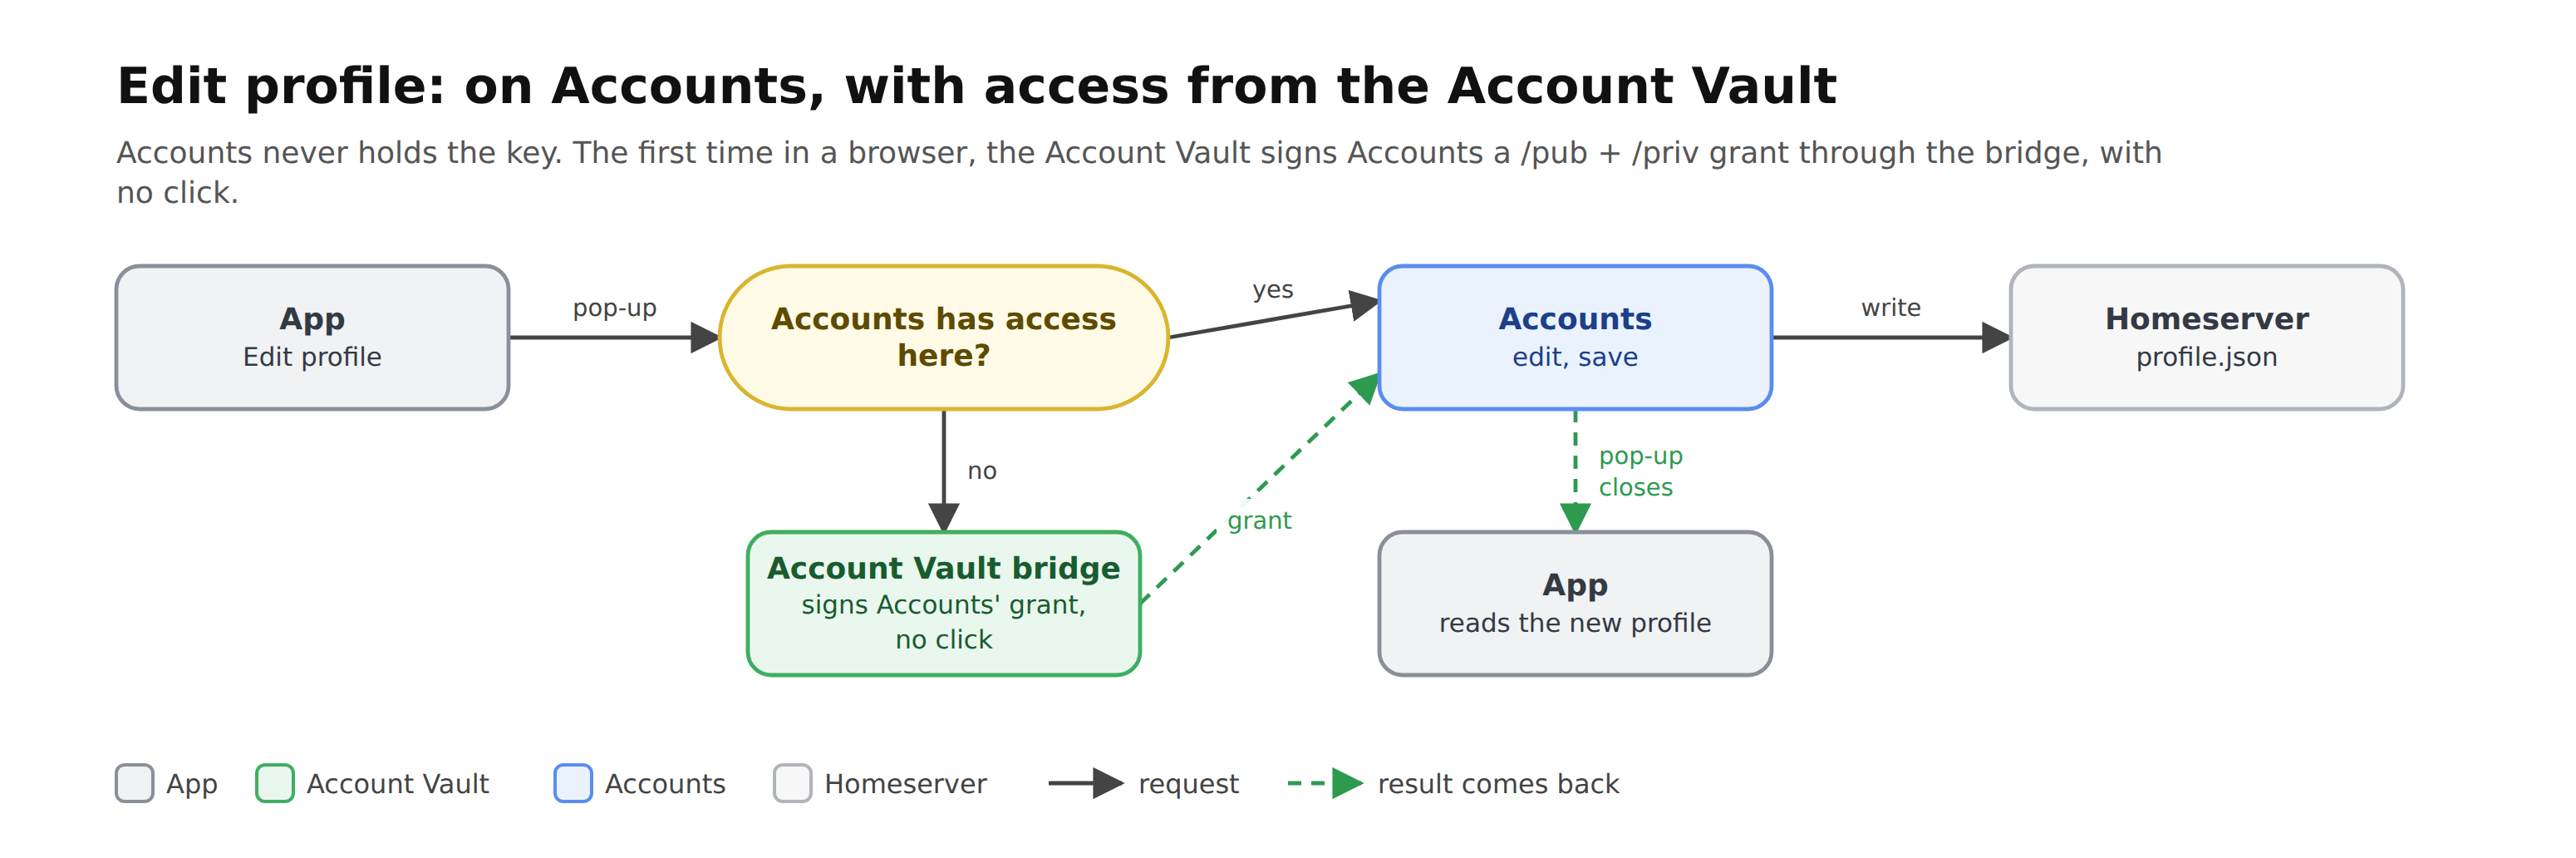 Edit profile: on Accounts, with access from the Account Vault
Accounts never holds the key. The first time in a browser, the Account Vault signs Accounts a /pub + /priv grant through the bridge, with
no click.
App
Edit profile
pop-up
Accounts has access
here?
yes
Accounts
edit, save
write
Homeserver
profile.json
no
grant
pop-up
closes
Account Vault bridge
signs Accounts' grant,
no click
App
reads the new profile
App
Account Vault
Accounts
Homeserver
request
result comes back